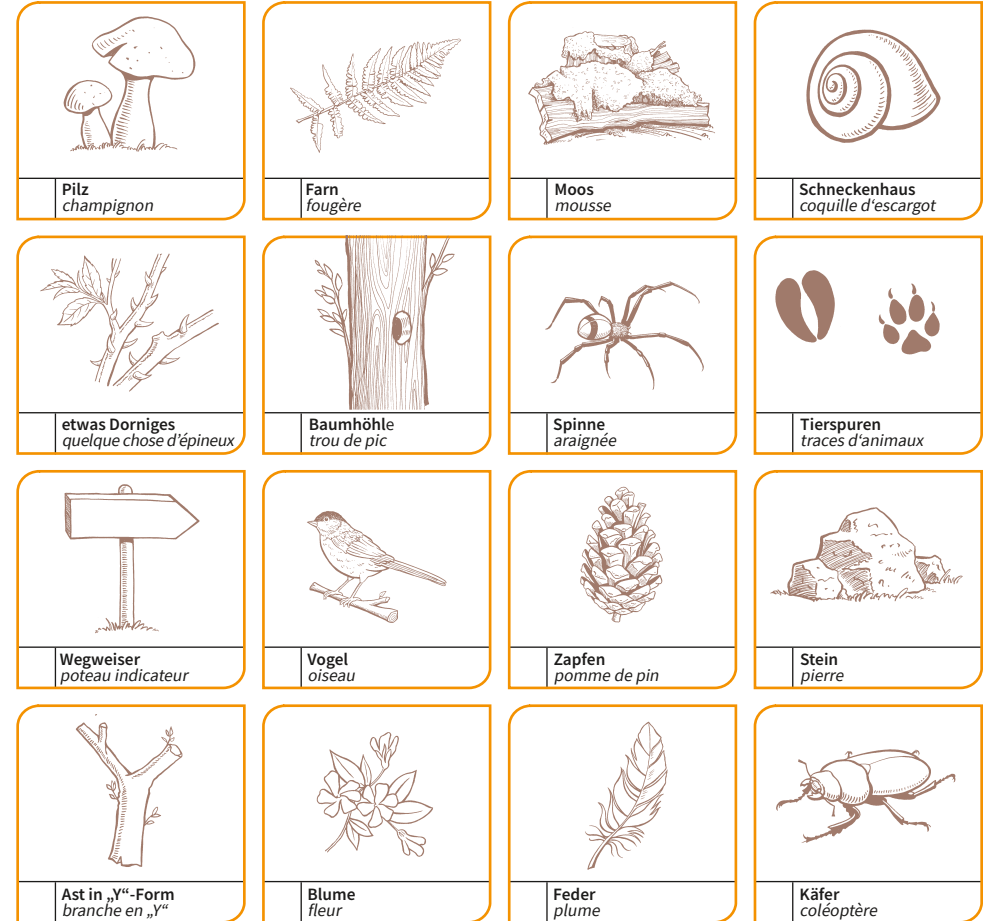 Pilz
champignon
Farn
fougère
Moos
mousse
Schneckenhaus
coquille d‘escargot
etwas Dorniges
quelque chose d’épineux
Baumhöhle
trou de pic
Spinne
araignée
Tierspuren
traces d‘animaux
Wegweiser
poteau indicateur
Vogel
oiseau
Zapfen
pomme de pin
Stein
pierre
Ast in „Y“-Form
branche en „Y“
Blume
fleur
Feder
plume
Käfer
coléoptère